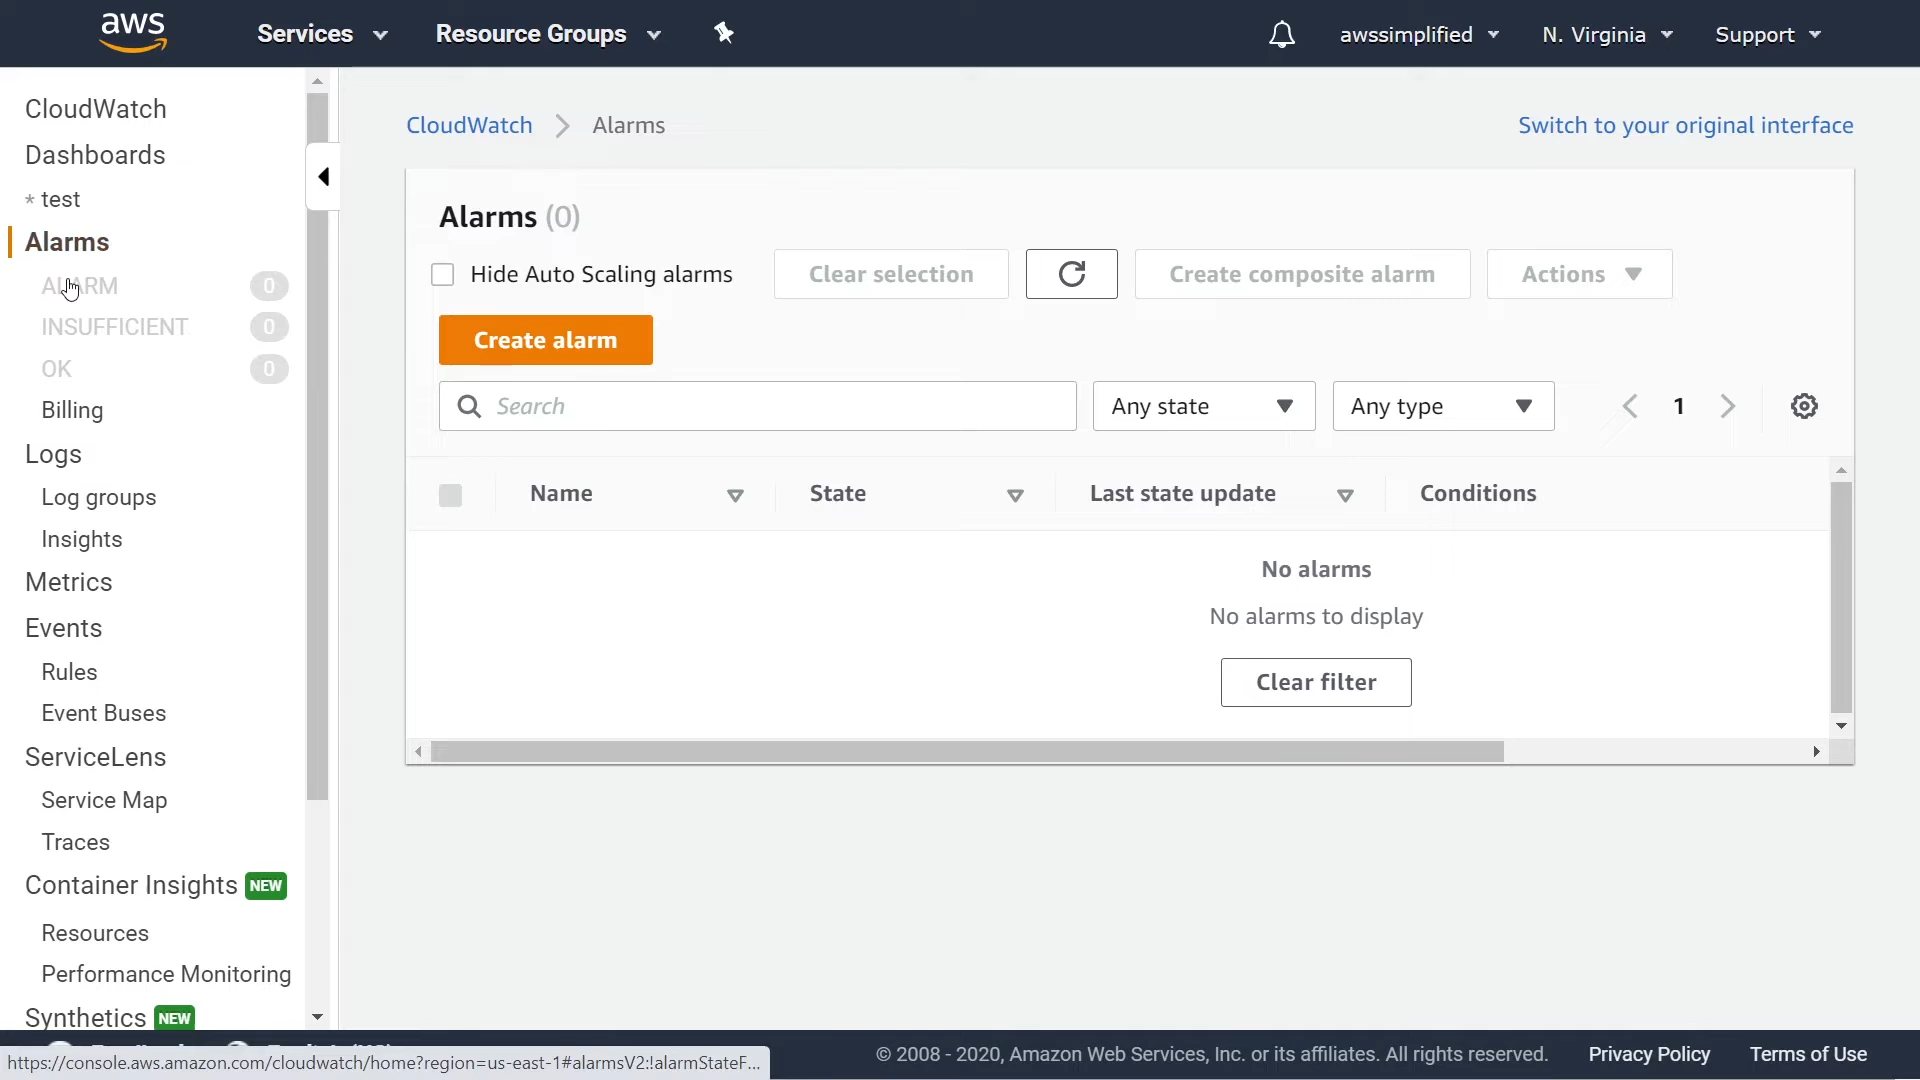 aws Services Resource Groups awssimplified N. Virginia Support
CloudWatch
Dashboards
* test
Alarms
ALARM 0
INSUFFICIENT 0
OK 0
Billing
Logs
Log groups
Insights
Metrics
Events
Rules
Event Buses
ServiceLens
Service Map
Traces
Container Insights NEW
Resources
Performance Monitoring
Synthetics NEW
CloudWatch > Alarms
Switch to your original interface
Alarms (0)
Hide Auto Scaling alarms Clear selection Create composite alarm Actions
Create alarm
Search Any state Any type 1
Name State Last state update Conditions
No alarms
No alarms to display
Clear filter
https://console.aws.amazon.com/cloudwatch/home?region=us-east-1#alarmsV2:!alarmStateF...
© 2008 - 2020, Amazon Web Services, Inc. or its affiliates. All rights reserved. Privacy Policy Terms of Use